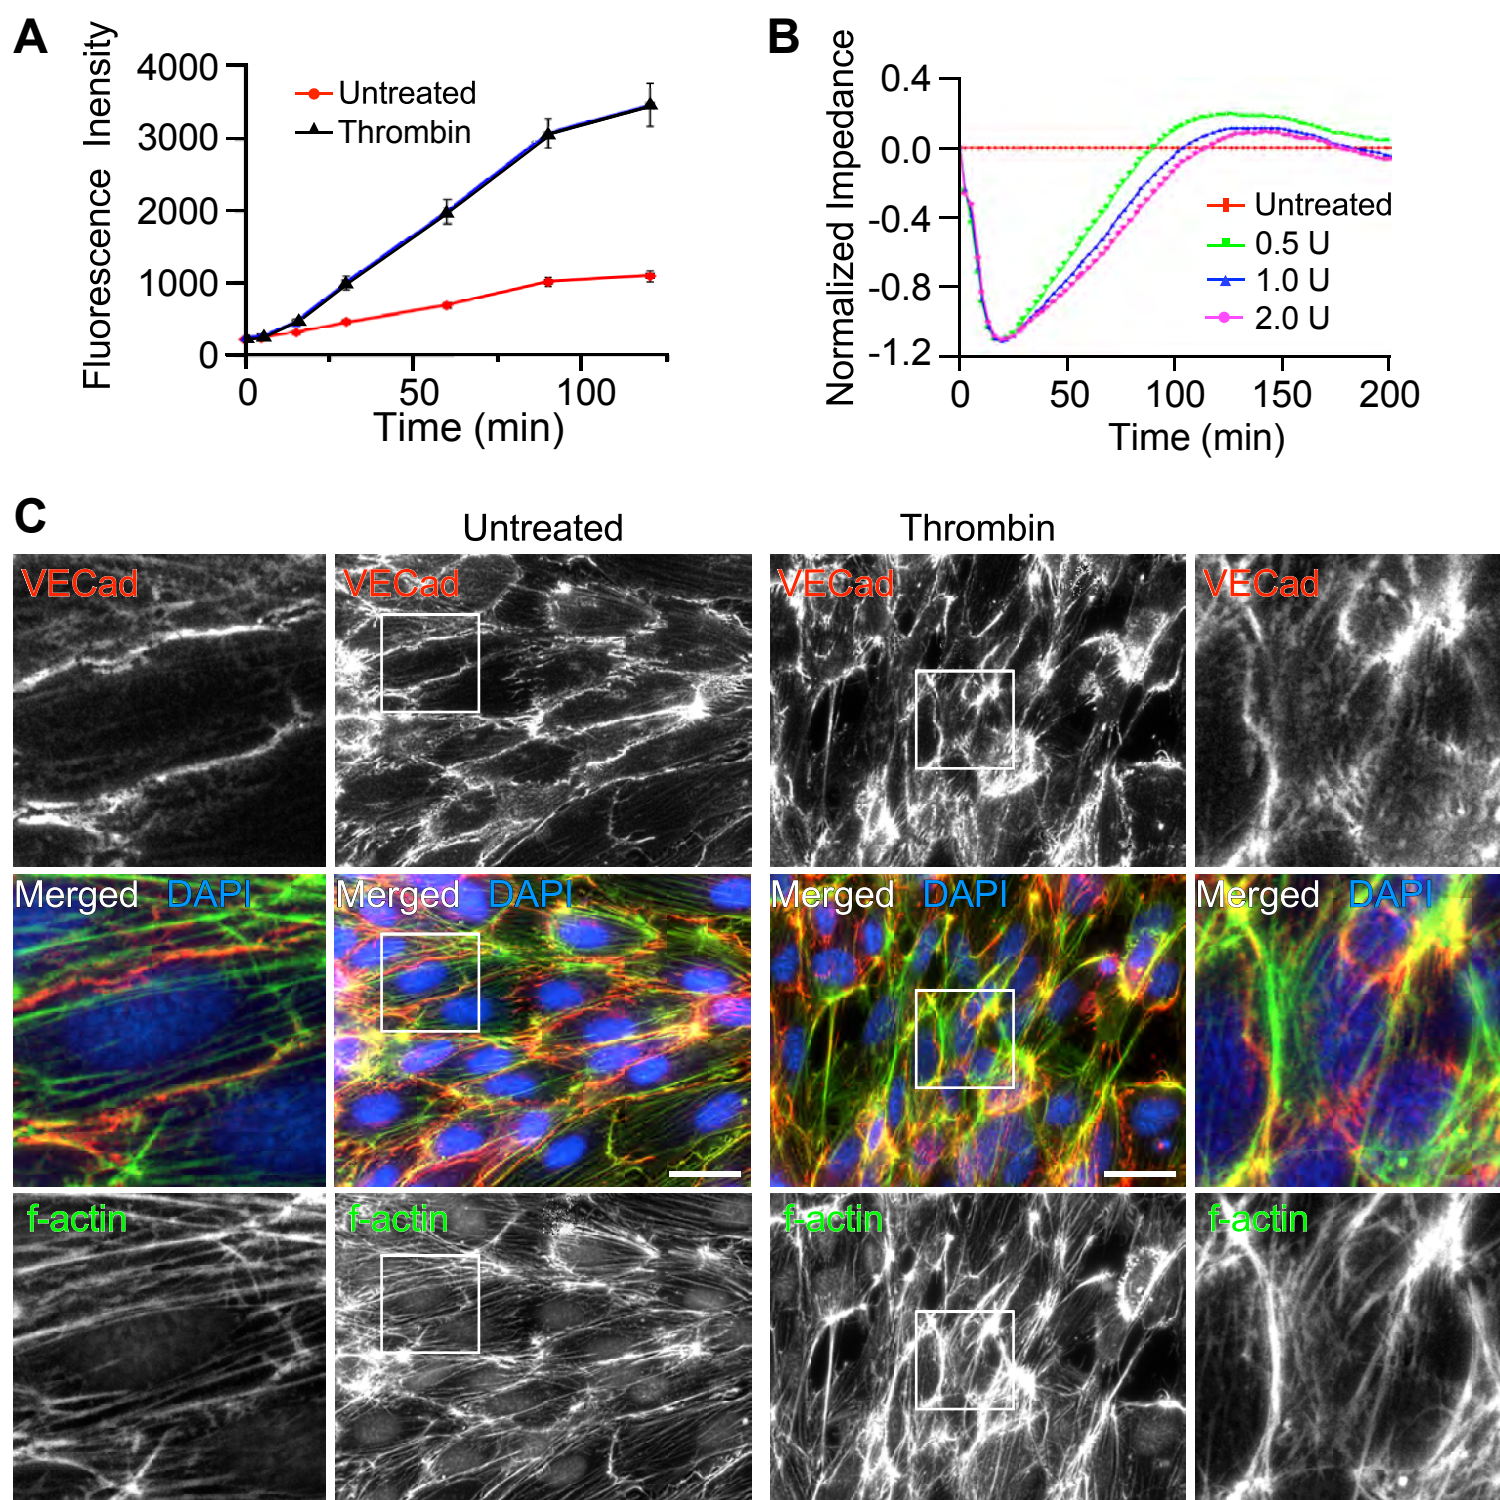 A
Fluorescence Inensity
4000
3000
2000
1000
0
Untreated
Thrombin
0
50
100
Time (min)
B
Normalized Impedance
0.4
0.0
-0.4
-0.8
-1.2
Untreated
0.5 U
1.0 U
2.0 U
0
50
100
150
200
Time (min)
C
Untreated
Thrombin
VECad
VECad
VECad
VECad
Merged DAPI
Merged DAPI
Merged DAPI
Merged DAPI
f-actin
f-actin
f-actin
f-actin